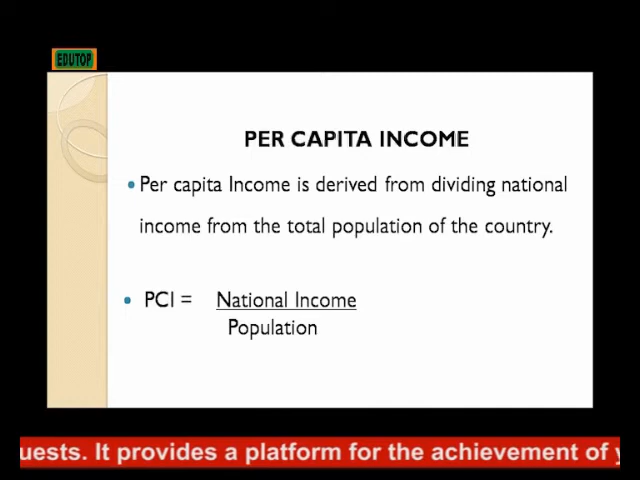 EDUTOP
PER CAPITA INCOME
• Per capita Income is derived from dividing national
income from the total population of the country.
• PCI = National Income
Population
uests. It provides a platform for the achievement of y